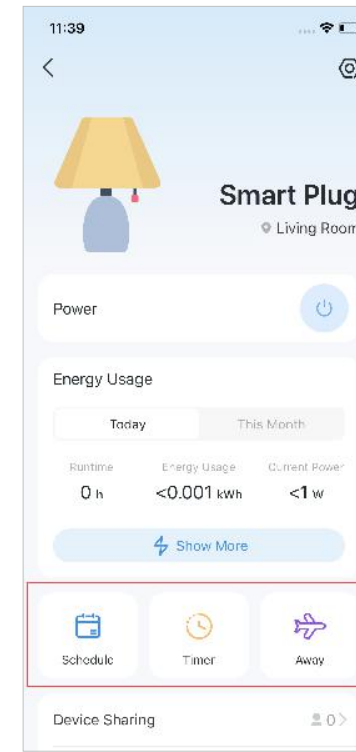 11:39
Smart Plug
Living Room
Power
Energy Usage
Today This Month
Runtime Energy Usage Current Power
0 h <0.001 kWh <1 w
Show More
Schedule Timer Away
Device Sharing 0